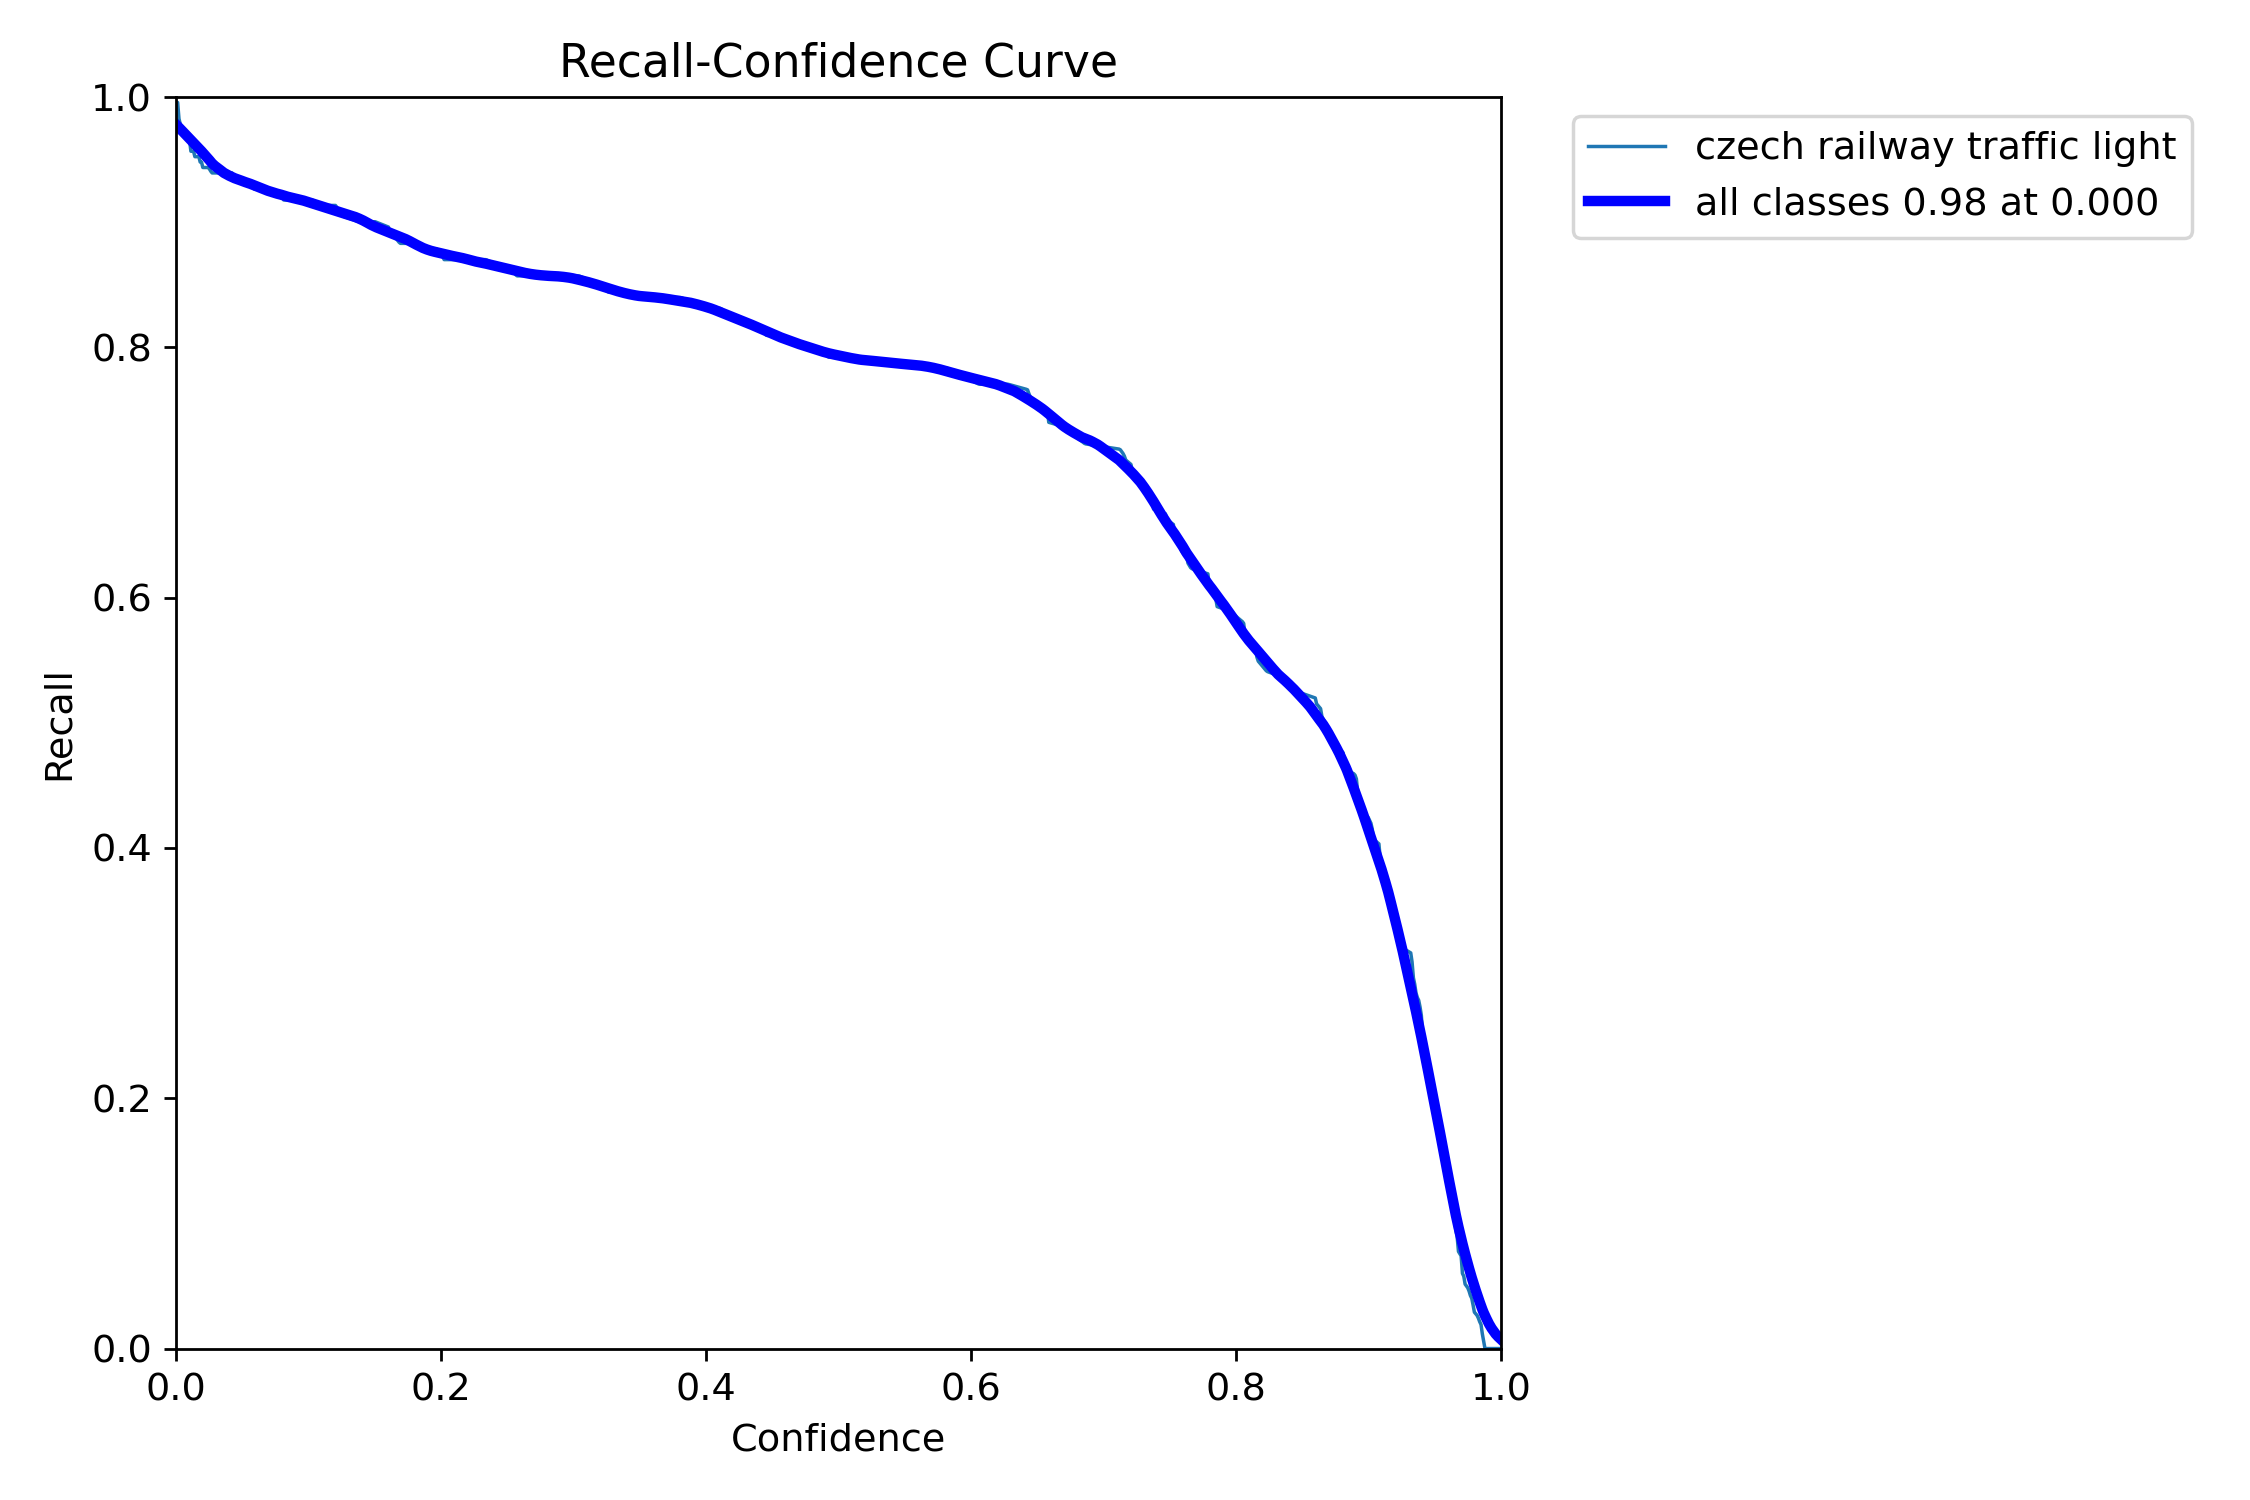 Recall-Confidence Curve
1.0
0.8
0.6
0.4
0.2
0.0
Recall
0.0 0.2 0.4 0.6 0.8 1.0
Confidence
czech railway traffic light
all classes 0.98 at 0.000